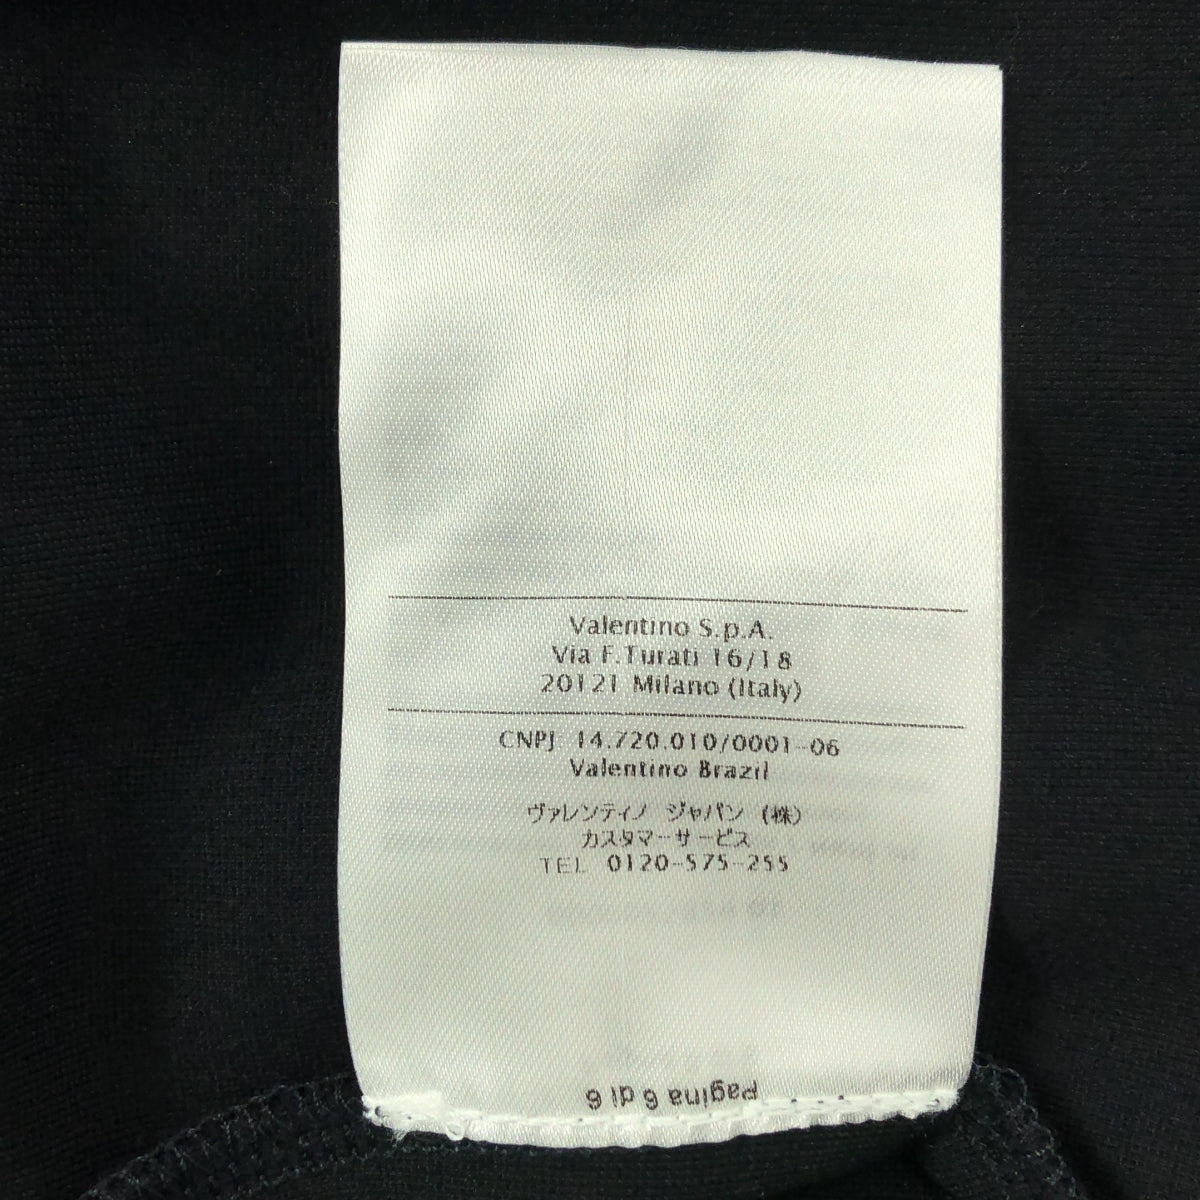 Valentino S.p.A.
Via F.Turati 16/18
20121 Milano (Italy)
CNPJ 14.720.010/0001-06
Valentino Brazil
ヴァレンティノ ジャパン (株)
カスタマーサービス
TEL 0120-575-255
Pagina 6 di 6